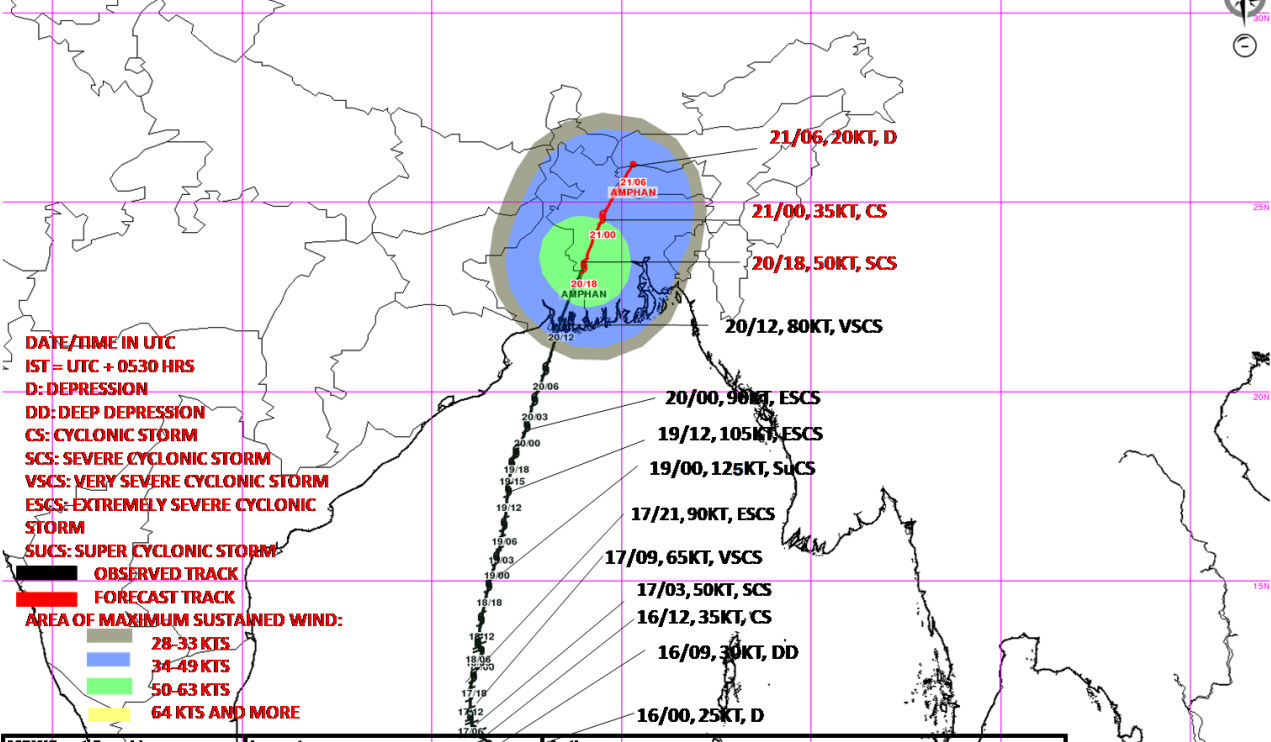 30N
21/06, 20KT, D
21/06
AMPHAN
25N
21/00, 35KT, CS
21/00
20/18, 50KT, SCS
20/18
AMPHAN
20/12, 80KT, VSCS
20/12
DATE/TIME IN UTC
IST = UTC + 0530 HRS
D: DEPRESSION
DD: DEEP DEPRESSION
CS: CYCLONIC STORM
SCS: SEVERE CYCLONIC STORM
VSCS: VERY SEVERE CYCLONIC STORM
ESCS: EXTREMELY SEVERE CYCLONIC
STORM
SUCS: SUPER CYCLONIC STORM
OBSERVED TRACK
FORECAST TRACK
AREA OF MAXIMUM SUSTAINED WIND:
28-33 KTS
34-49 KTS
50-63 KTS
64 KTS AND MORE
20/06
20N
20/00, 90KT, ESCS
20/03
19/12, 105KT, ESCS
20/00
19/00, 125KT, SuCS
19/18
19/15
19/12
17/21, 90KT, ESCS
19/06
17/09, 65KT, VSCS
19/03
19/00
15N
17/03, 50KT, SCS
18/18
16/12, 35KT, CS
18/12
16/09, 30KT, DD
18/06
17/18
17/12
16/00, 25KT, D
17/06